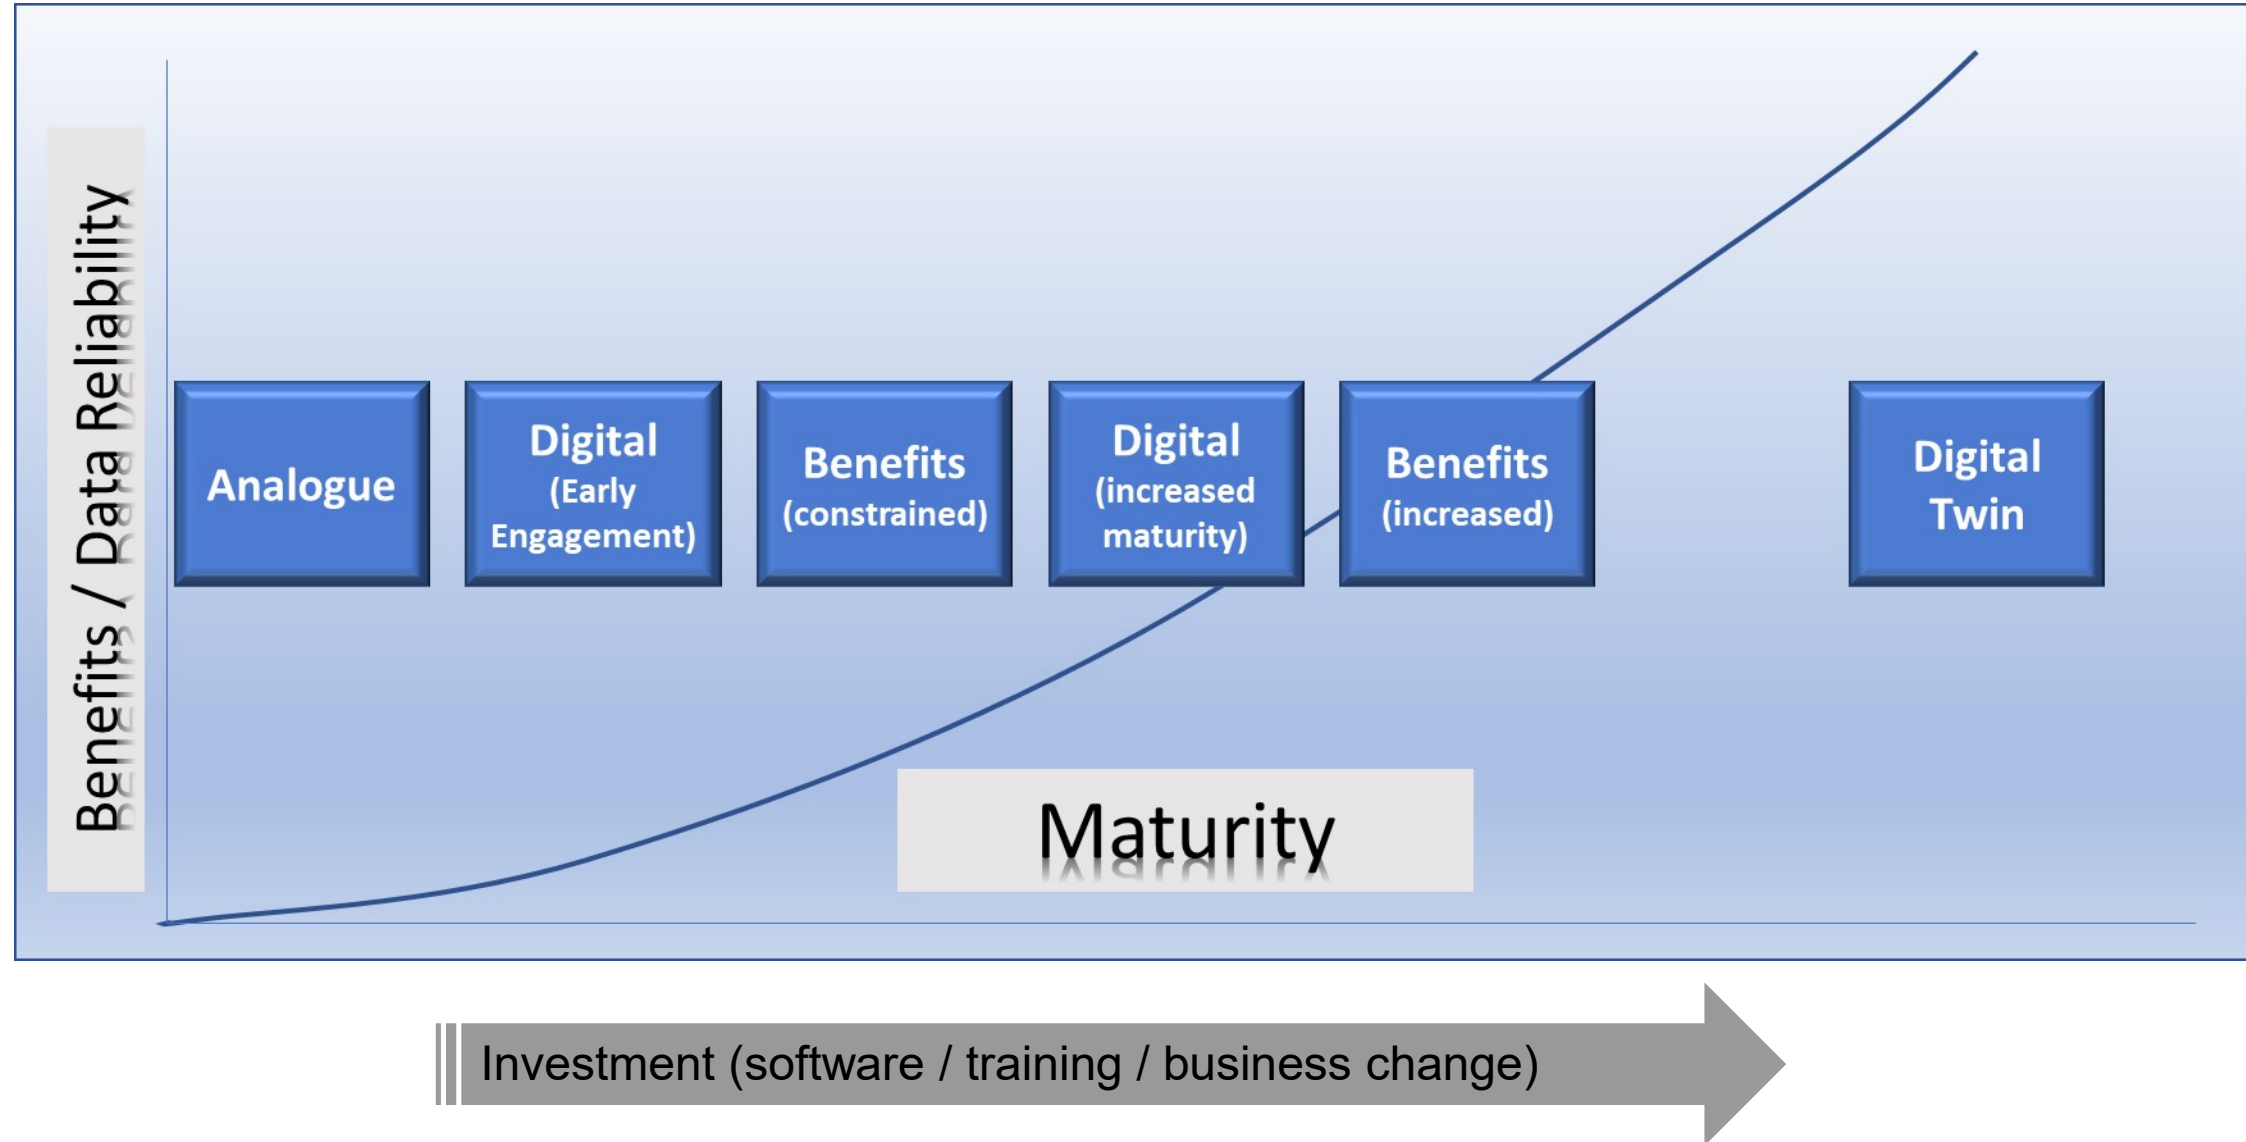 Benefits / Data Reliability
Analogue
Digital
(Early
Engagement)
Benefits
(constrained)
Digital
(increased
maturity)
Benefits
(increased)
Digital
Twin
Maturity
Investment (software / training / business change)